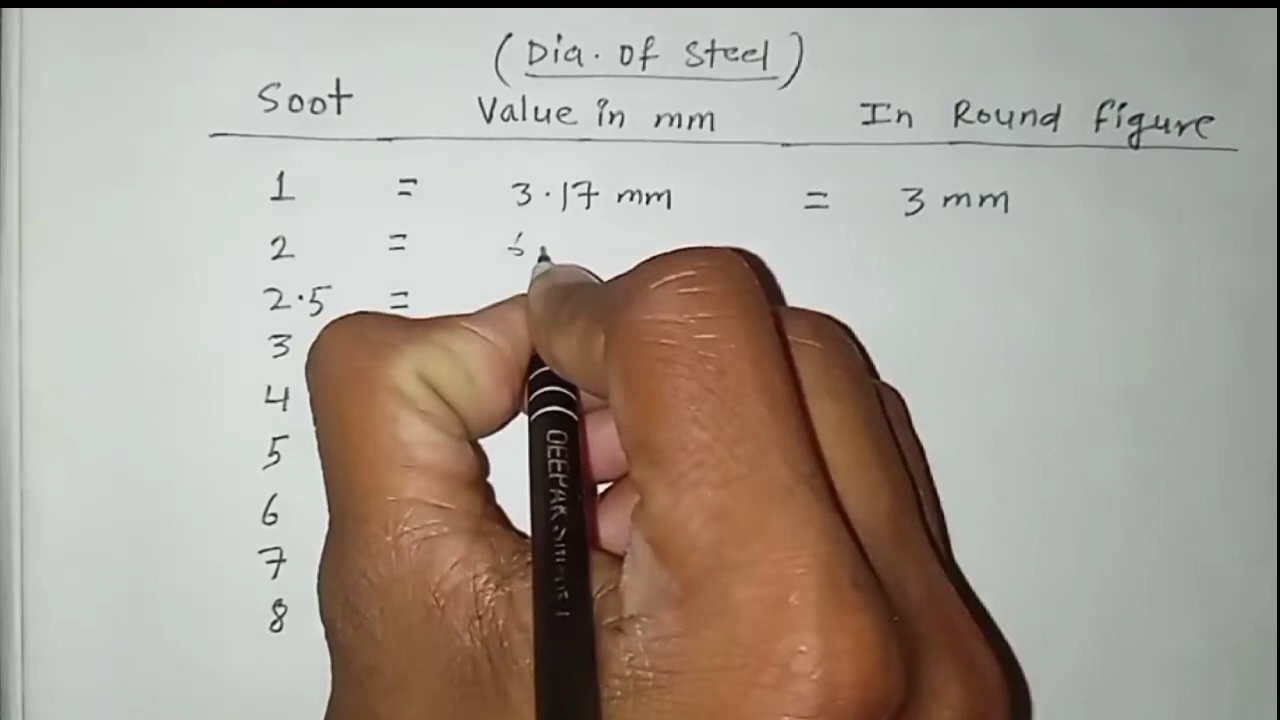 (Dia. Of Steel)
Soot Value in mm In Round figure
1 = 3.17 mm = 3 mm
2 = 6
2.5 =
3
4
5
6
7
8
DEEPAK